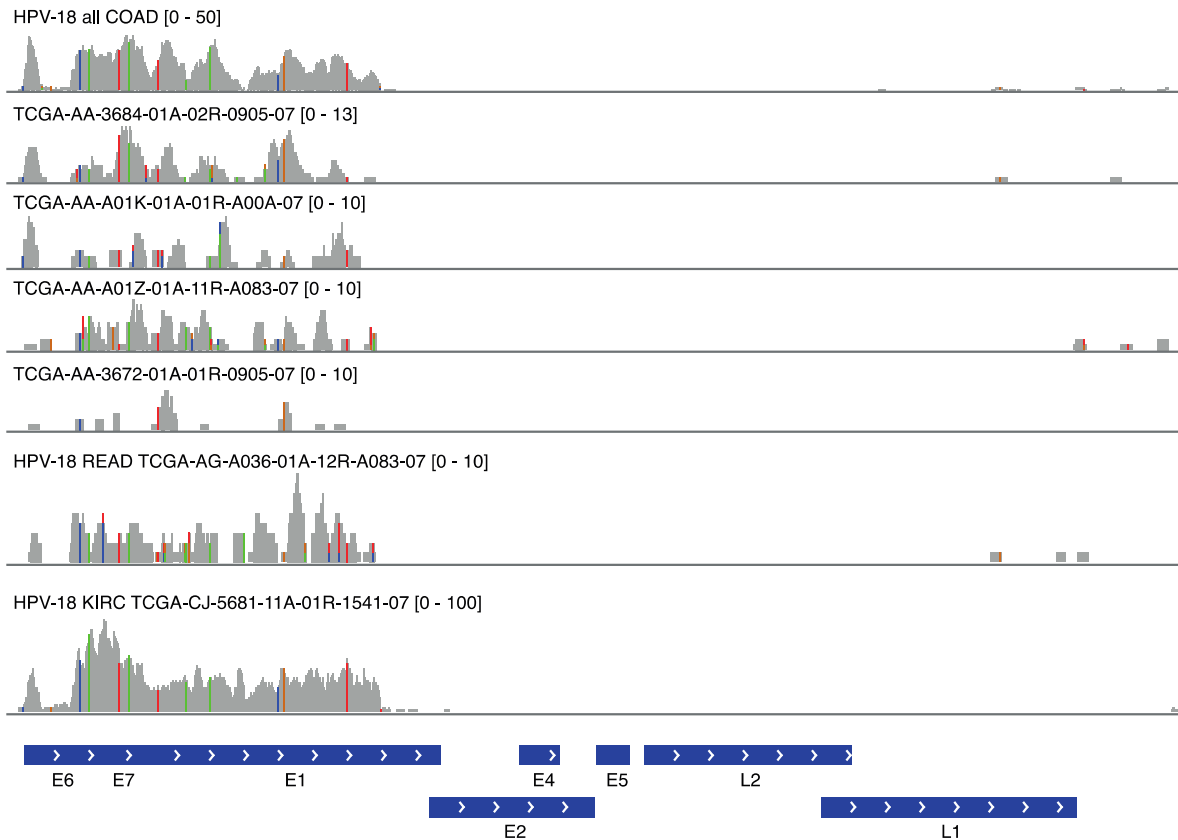 HPV-18 all COAD [0 - 50]
TCGA-AA-3684-01A-02R-0905-07 [0 - 13]
TCGA-AA-A01K-01A-01R-A00A-07 [0 - 10]
TCGA-AA-A01Z-01A-11R-A083-07 [0 - 10]
TCGA-AA-3672-01A-01R-0905-07 [0 - 10]
HPV-18 READ TCGA-AG-A036-01A-12R-A083-07 [0 - 10]
HPV-18 KIRC TCGA-CJ-5681-11A-01R-1541-07 [0 - 100]
E6 E7 E1 E4 E5 L2
E2 L1